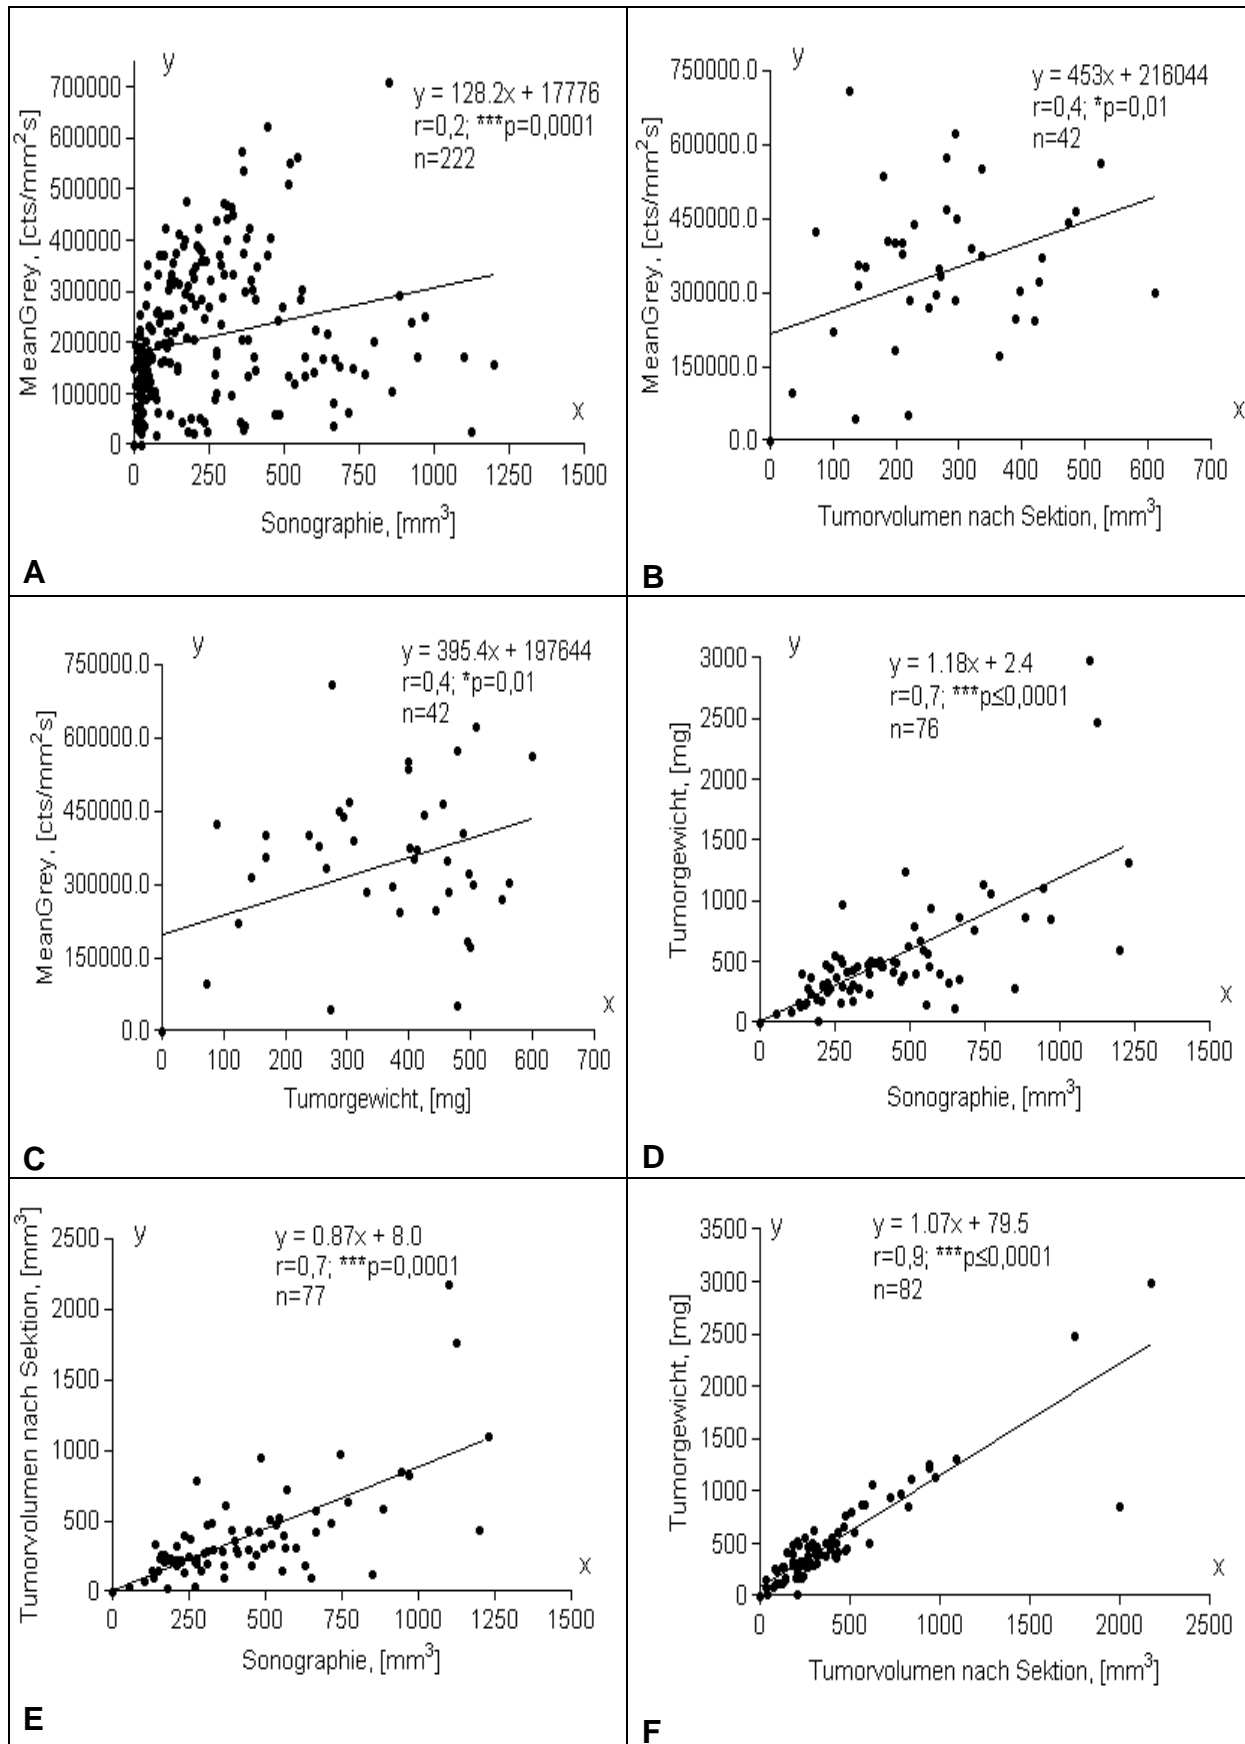 y
700000
600000
500000
400000
300000
200000
100000
0
MeanGrey, [cts/mm²s]
y = 128.2x + 17776
r=0,2; ***p=0,0001
n=222
x
0 250 500 750 1000 1250 1500
Sonographie, [mm³]
A
y
750000.0
600000.0
450000.0
300000.0
150000.0
0.0
MeanGrey, [cts/mm²s]
y = 453x + 216044
r=0,4; *p=0,01
n=42
x
0 100 200 300 400 500 600 700
Tumorvolumen nach Sektion, [mm³]
B
y
750000.0
600000.0
450000.0
300000.0
150000.0
0.0
MeanGrey, [cts/mm²s]
y = 395.4x + 197644
r=0,4; *p=0,01
n=42
x
0 100 200 300 400 500 600 700
Tumorgewicht, [mg]
C
y
3000
2500
2000
1500
1000
500
0
Tumorgewicht, [mg]
y = 1.18x + 2.4
r=0,7; ***p≤0,0001
n=76
x
0 250 500 750 1000 1250 1500
Sonographie, [mm³]
D
y
2500
2000
1500
1000
500
0
Tumorvolumen nach Sektion, [mm³]
y = 0.87x + 8.0
r=0,7; ***p=0,0001
n=77
x
0 250 500 750 1000 1250 1500
Sonographie, [mm³]
E
y
3500
3000
2500
2000
1500
1000
500
0
Tumorgewicht, [mg]
y = 1.07x + 79.5
r=0,9; ***p≤0,0001
n=82
x
0 500 1000 1500 2000 2500
Tumorvolumen nach Sektion, [mm³]
F